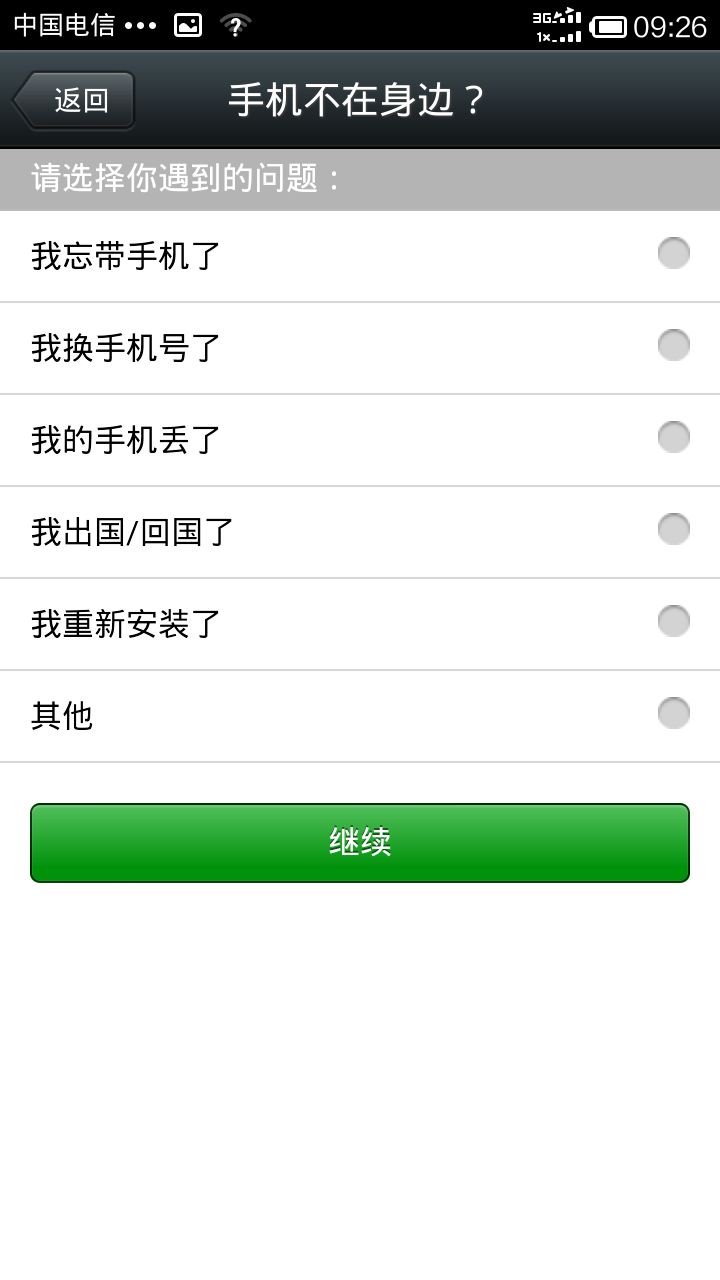 中国电信 ••• 3G 1x 09:26
返回 手机不在身边？
请选择你遇到的问题：
我忘带手机了
我换手机号了
我的手机丢了
我出国/回国了
我重新安装了
其他
继续